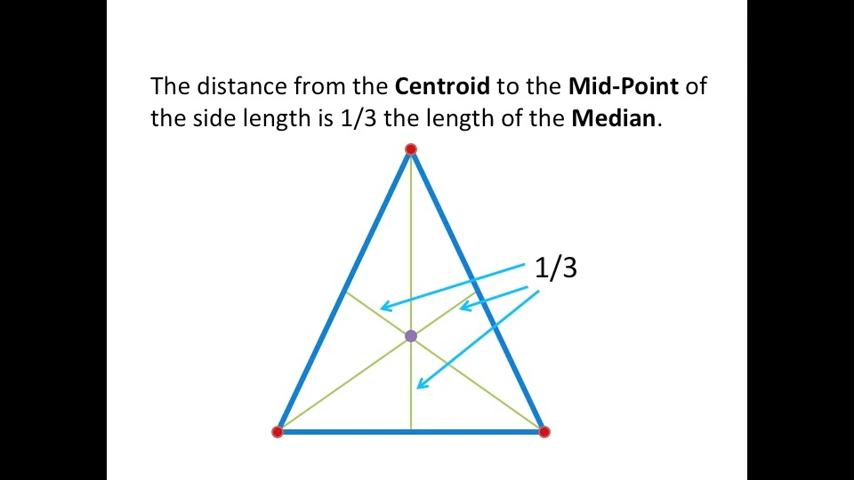 The distance from the Centroid to the Mid-Point of
the side length is 1/3 the length of the Median.
1/3